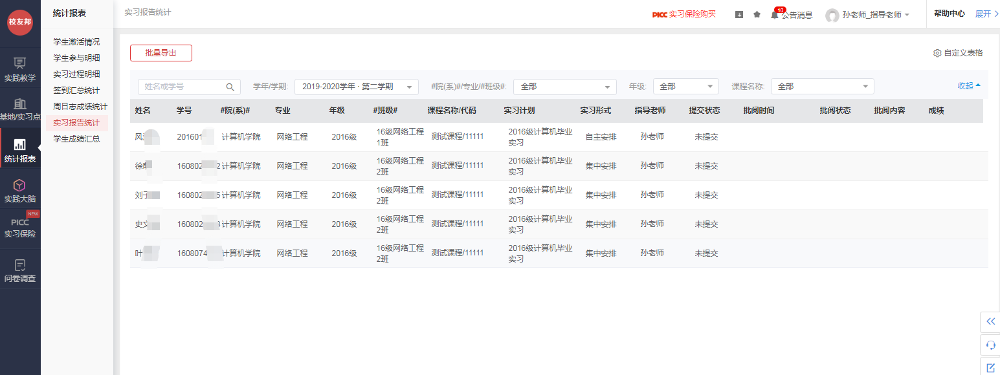 校友邦
实践教学
基地/实习点
统计报表
实践大脑
NEW
PICC
实习保险
问卷调查
统计报表
学生激活情况
学生参与明细
实习过程明细
签到汇总统计
周日志成绩统计
实习报告统计
学生成绩汇总
实习报告统计
PICC 实习保险购买
10
公告消息
孙老师_指导老师
帮助中心
展开
批量导出
自定义表格
姓名或学号
学年/学期:
2019-2020学年 · 第二学期
#院(系)#/专业/#班级#:
全部
年级:
全部
课程名称:
全部
收起
姓名 学号 #院(系)# 专业 年级 #班级# 课程名称/代码 实习计划 实习形式 指导老师 提交状态 批阅时间 批阅状态 批阅内容 成绩
201601 计算机学院 网络工程 2016级 16级网络工程1班 测试课程/11111 2016级计算机毕业实习 自主安排 孙老师 未提交
160802 2 计算机学院 网络工程 2016级 16级网络工程2班 测试课程/11111 2016级计算机毕业实习 集中安排 孙老师 未提交
160802 5 计算机学院 网络工程 2016级 16级网络工程2班 测试课程/11111 2016级计算机毕业实习 集中安排 孙老师 未提交
160802 3 计算机学院 网络工程 2016级 16级网络工程2班 测试课程/11111 2016级计算机毕业实习 集中安排 孙老师 未提交
叶 1608074 计算机学院 网络工程 2016级 16级网络工程2班 测试课程/11111 2016级计算机毕业实习 集中安排 孙老师 未提交